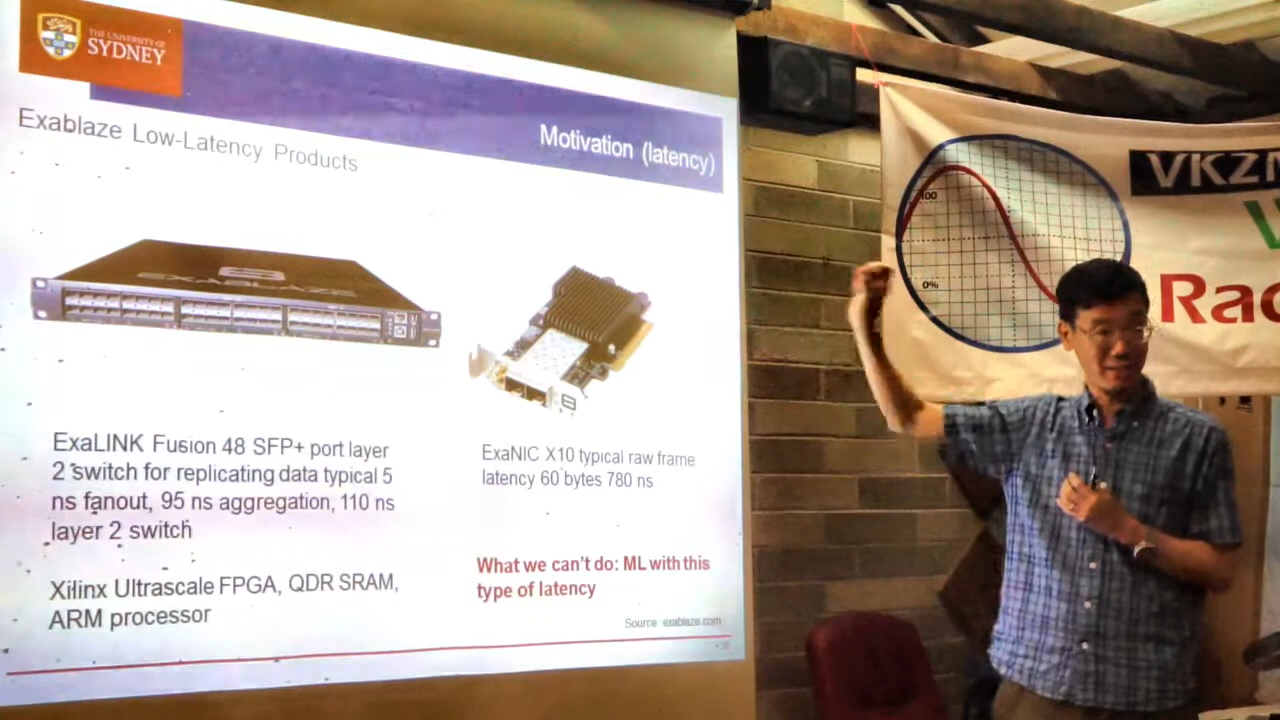 THE UNIVERSITY OF
SYDNEY
Motivation (latency)
Exablaze Low-Latency Products
EXABLAZE
ExaLINK Fusion 48 SFP+ port layer
2 switch for replicating data typical 5
ns fanout, 95 ns aggregation, 110 ns
layer 2 switch
Xilinx Ultrascale FPGA, QDR SRAM,
ARM processor
ExaNIC X10 typical raw frame
latency 60 bytes 780 ns
What we can't do: ML with this
type of latency
Source: exablaze.com
100
0%
VK2
Rad